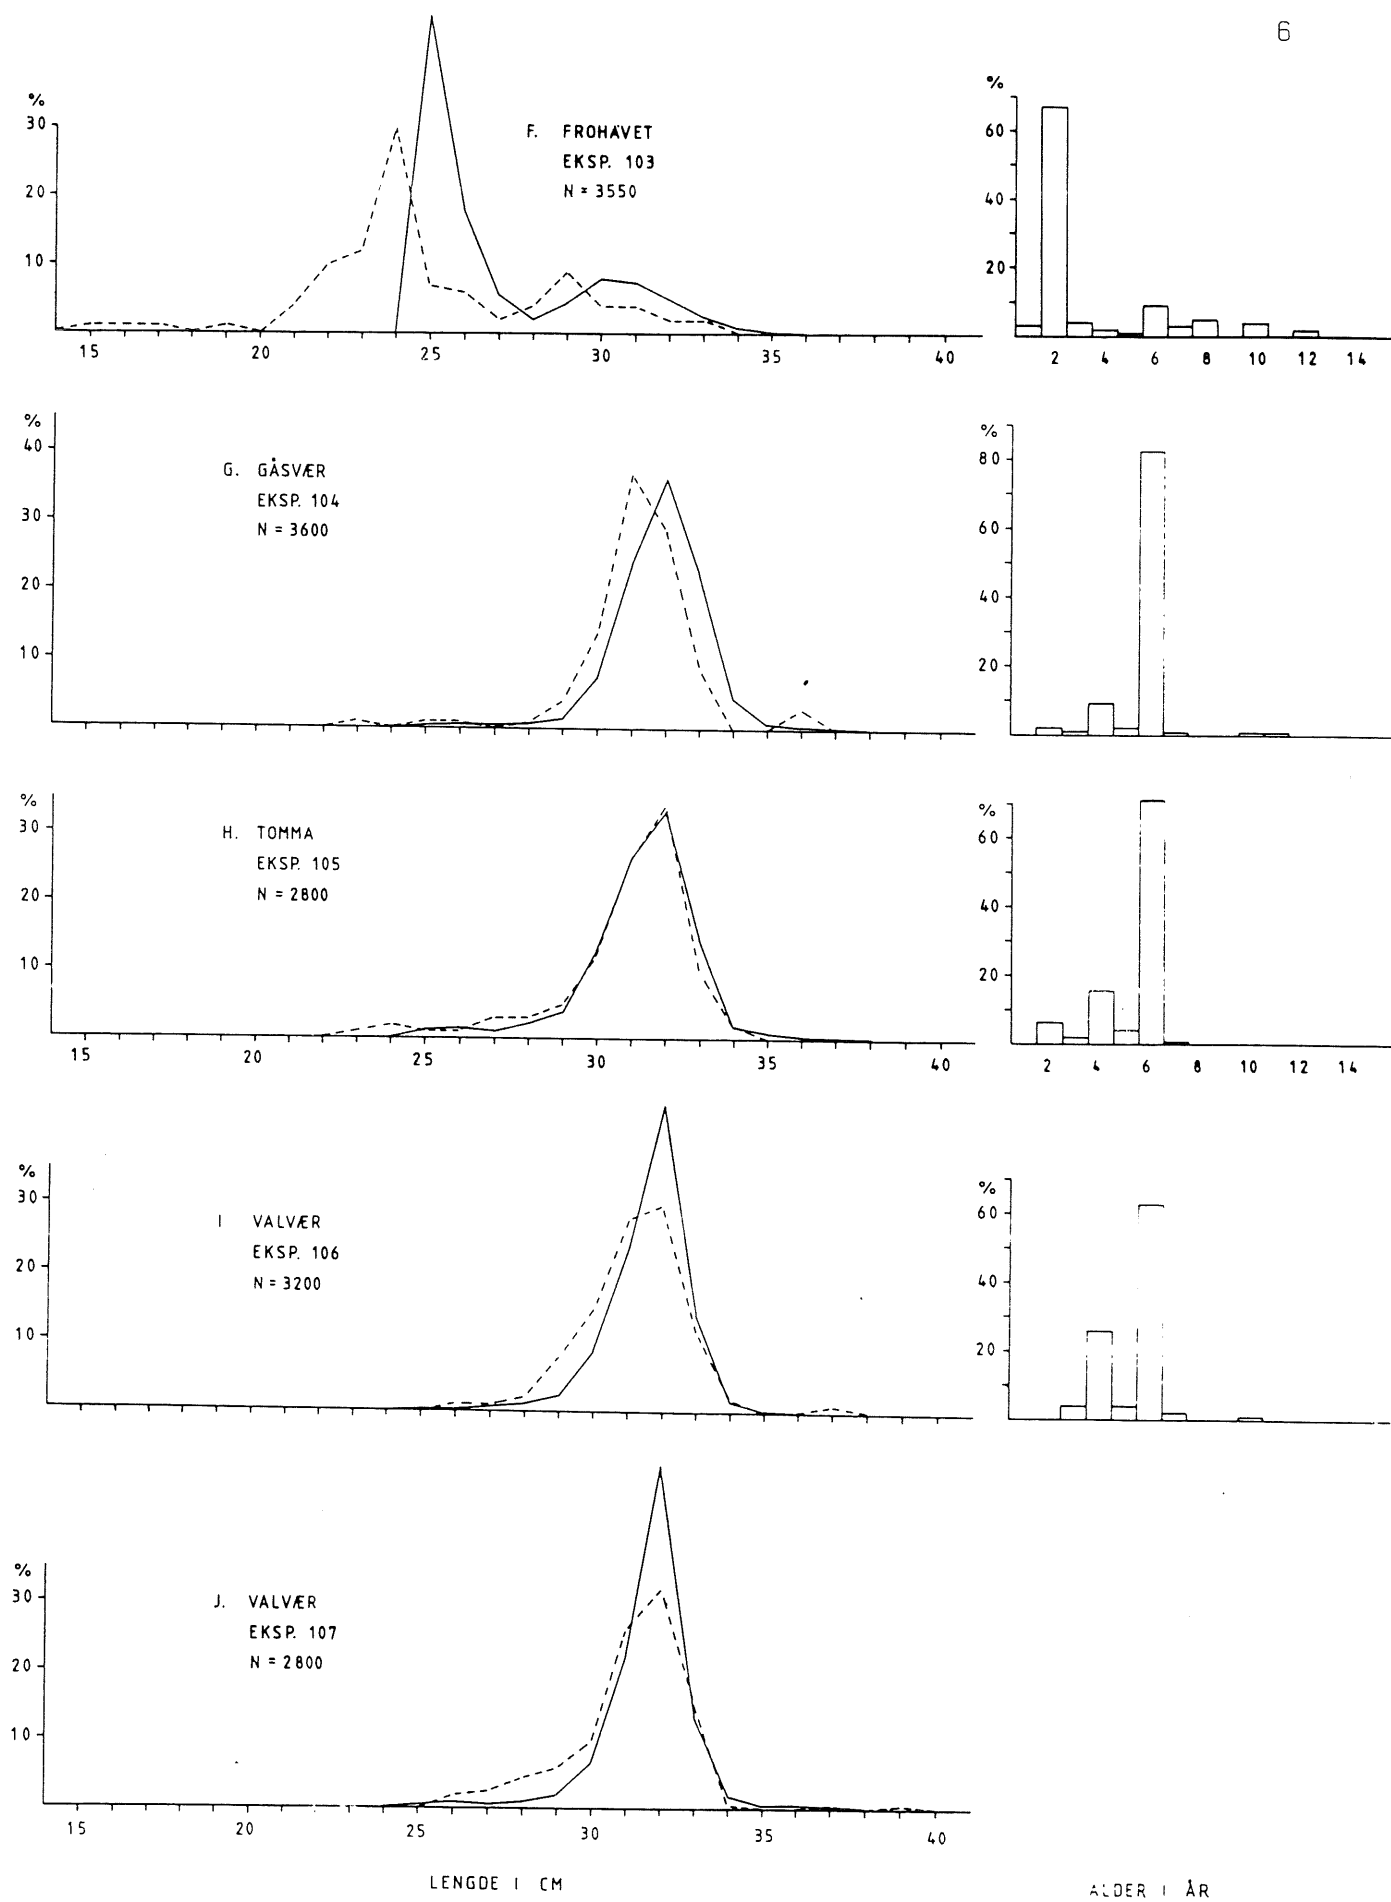 6
%
30
20
10
F. FROHAVET
EKSP. 103
N = 3550
15 20 25 30 35 40
%
60
40
20
2 4 6 8 10 12 14
%
40
30
20
10
G. GÅSVÆR
EKSP. 104
N = 3600
%
80
60
40
20
%
30
20
10
H. TOMMA
EKSP. 105
N = 2800
15 20 25 30 35 40
%
60
40
20
2 4 6 8 10 12 14
%
30
20
10
I VALVÆR
EKSP. 106
N = 3200
%
60
40
20
%
30
20
10
J. VALVÆR
EKSP. 107
N = 2800
15 20 25 30 35 40
LENGDE I CM
ALDER I ÅR